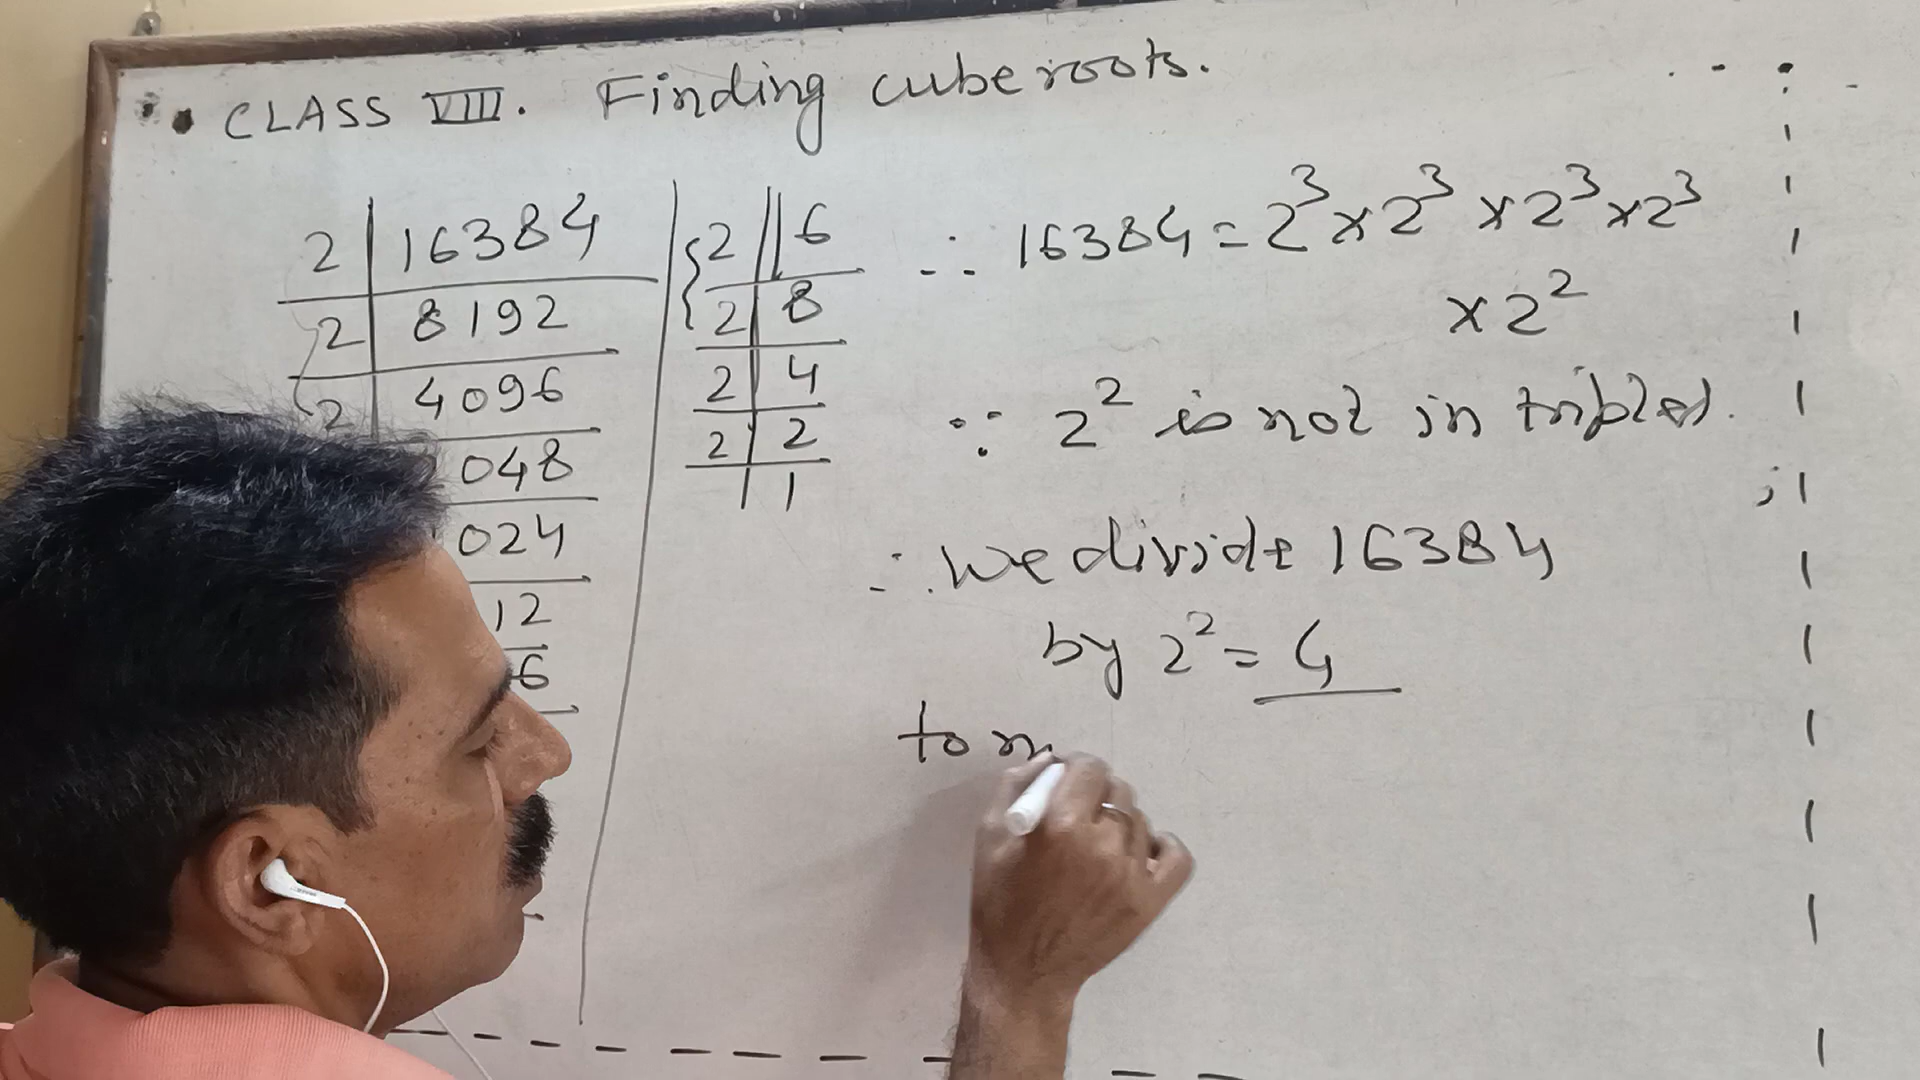 CLASS VIII. Finding cube roots.
2 | 16384
2 | 8192
2 | 4096
048
024
12
6
2 || 16
2 | 8
2 | 4
2 | 2
1
∴ 16384 = 2³ × 2³ × 2³ × 2³
× 2²
∵ 2² is not in triplet.
∴ We divide 16384
by 2² = 4
to m